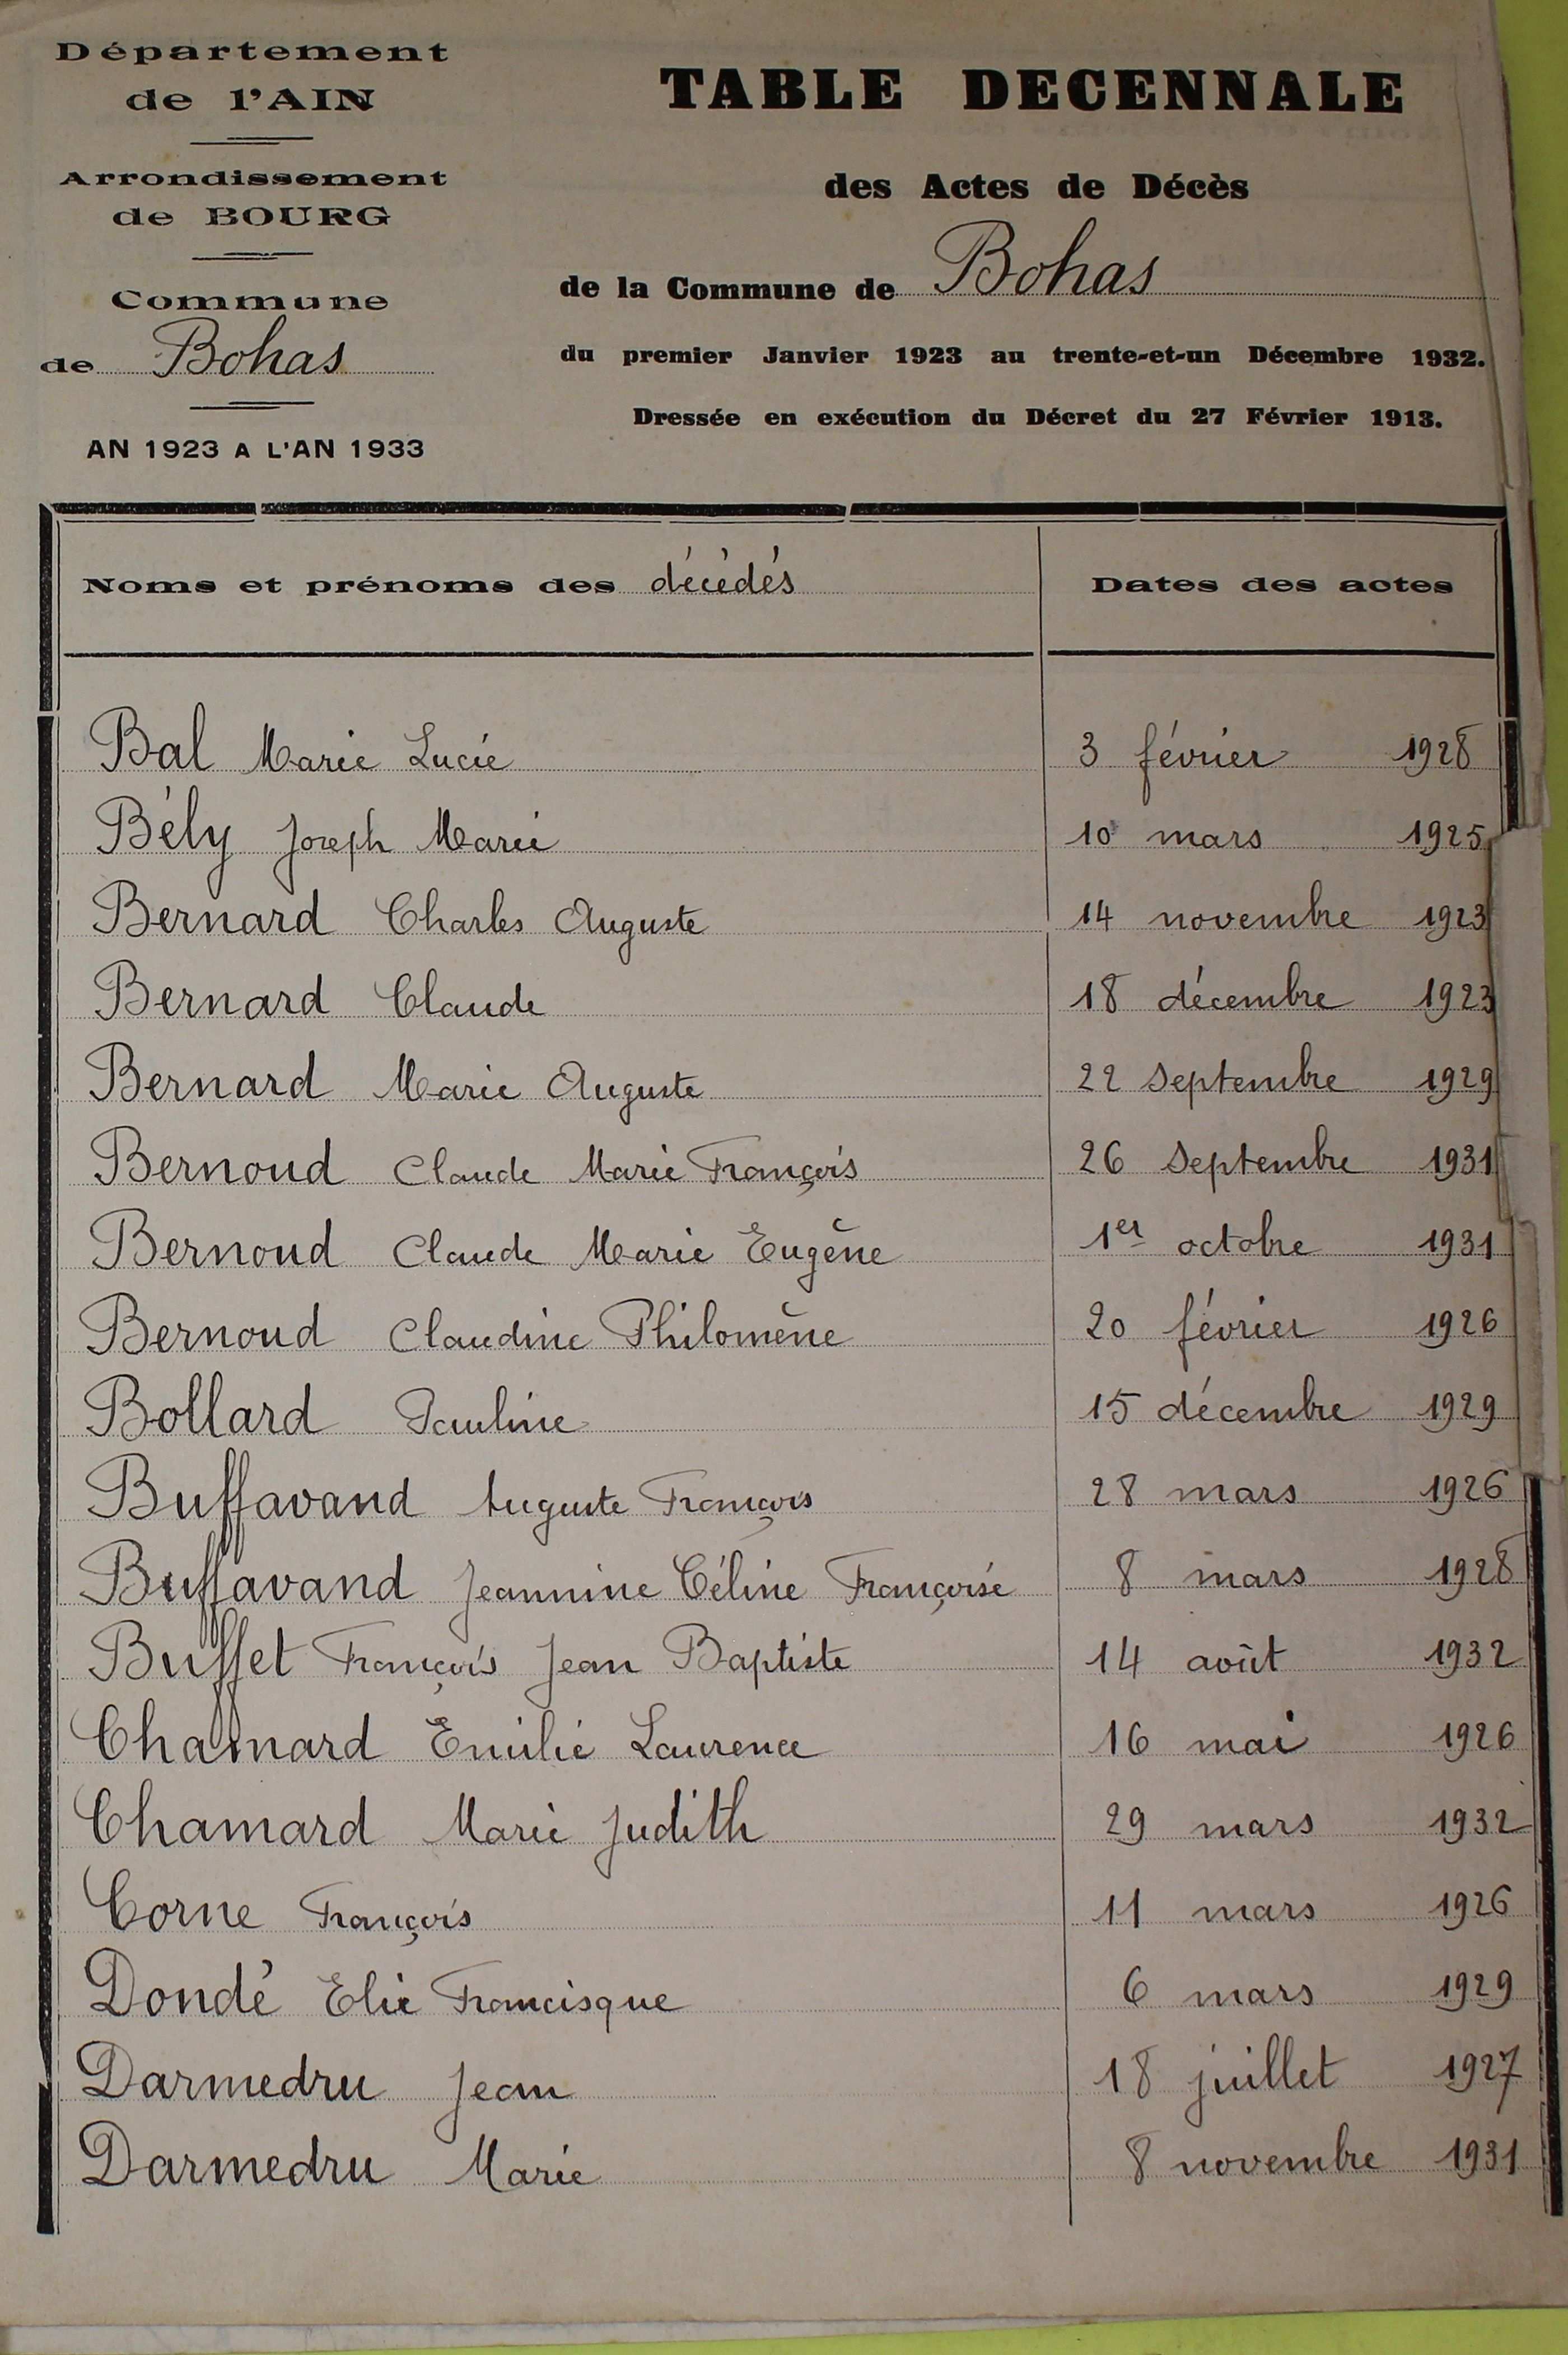 Département
de l'AIN
Arrondissement
de BOURG
Commune
de Bohas
AN 1923 A L'AN 1933
TABLE DECENNALE
des Actes de Décès
de la Commune de Bohas
du premier Janvier 1923 au trente-et-un Décembre 1932.
Dressée en exécution du Décret du 27 Février 1913.
Noms et prénoms des décédés Dates des actes
Bal Marie Lucie 3 février 1928
Bély Joseph Marie 10 mars 1925
Bernard Charles Auguste 14 novembre 1923
Bernard Claude 18 décembre 1923
Bernard Marie Auguste 22 Septembre 1929
Bernoud Claude Marie François 26 Septembre 1931
Bernoud Claude Marie Eugène 1er octobre 1931
Bernoud Claudine Philomène 20 février 1926
Bollard Pauline 15 décembre 1929
Buffavand Auguste François 28 mars 1926
Buffavand Jeannine Céline Françoise 8 mars 1928
Buffet François Jean Baptiste 14 août 1932
Chamard Emilie Laurence 16 mai 1926
Chamard Marie Judith 29 mars 1932
Corne François 11 mars 1926
Dondé Elie Francisque 6 mars 1929
Darmedru Jean 18 juillet 1927
Darmedru Marie 8 novembre 1931